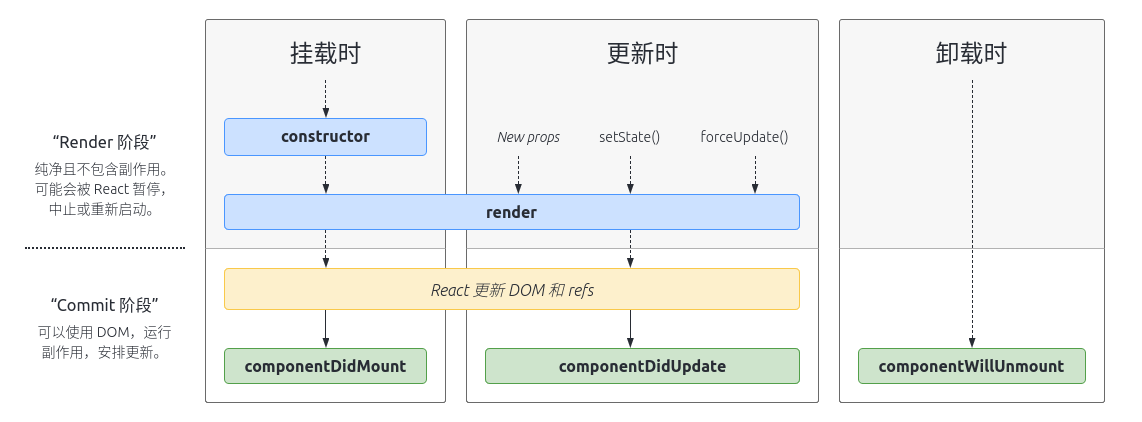 挂载时
更新时
卸载时
“Render 阶段”
纯净且不包含副作用。
可能会被 React 暂停，
中止或重新启动。
constructor
New props
setState()
forceUpdate()
render
“Commit 阶段”
可以使用 DOM，运行
副作用，安排更新。
React 更新 DOM 和 refs
componentDidMount
componentDidUpdate
componentWillUnmount